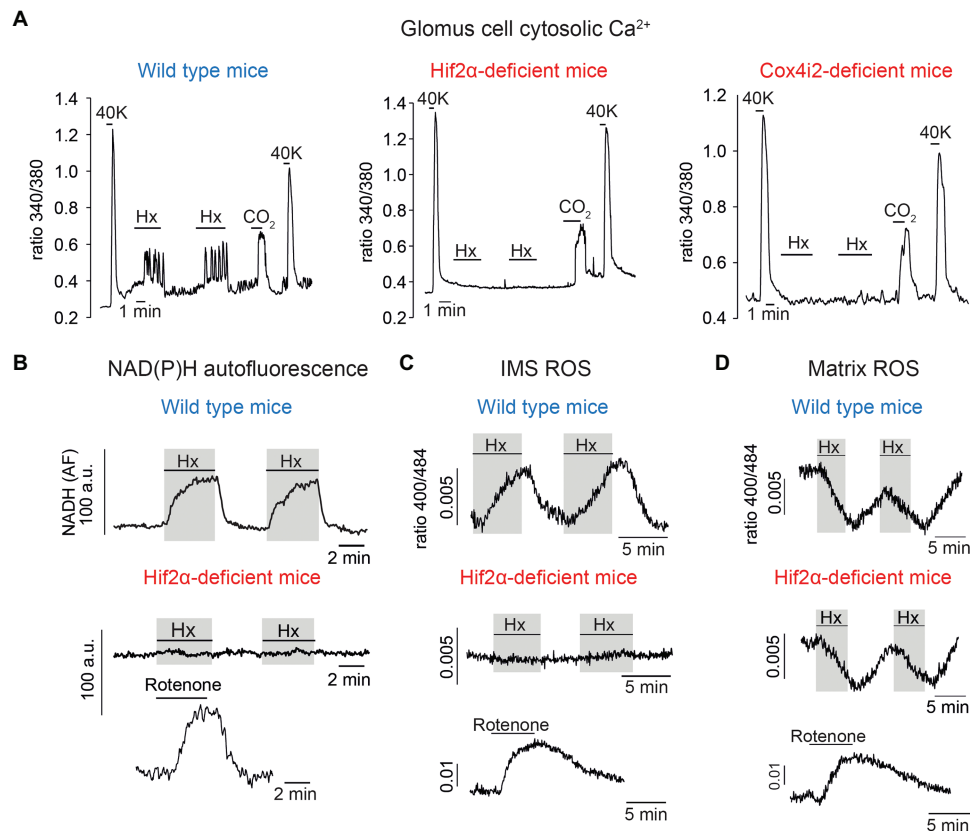 A
Glomus cell cytosolic Ca²⁺
Wild type mice
Hif2α-deficient mice
Cox4i2-deficient mice
ratio 340/380
1.4
1.2
1.0
0.8
0.6
0.4
0.2
40K
Hx
Hx
CO₂
40K
1 min
ratio 340/380
1.4
1.2
1.0
0.8
0.6
0.4
0.2
40K
Hx
Hx
CO₂
40K
1 min
ratio 340/380
1.2
1.0
0.8
0.6
0.4
40K
Hx
Hx
CO₂
40K
1 min
B
NAD(P)H autofluorescence
Wild type mice
NADH (AF)
100 a.u.
Hx
Hx
2 min
Hif2α-deficient mice
100 a.u.
Hx
Hx
2 min
Rotenone
2 min
C
IMS ROS
Wild type mice
ratio 400/484
0.005
Hx
Hx
5 min
Hif2α-deficient mice
0.005
Hx
Hx
5 min
Rotenone
0.01
5 min
D
Matrix ROS
Wild type mice
ratio 400/484
0.005
Hx
Hx
5 min
Hif2α-deficient mice
0.005
Hx
Hx
5 min
Rotenone
0.01
5 min